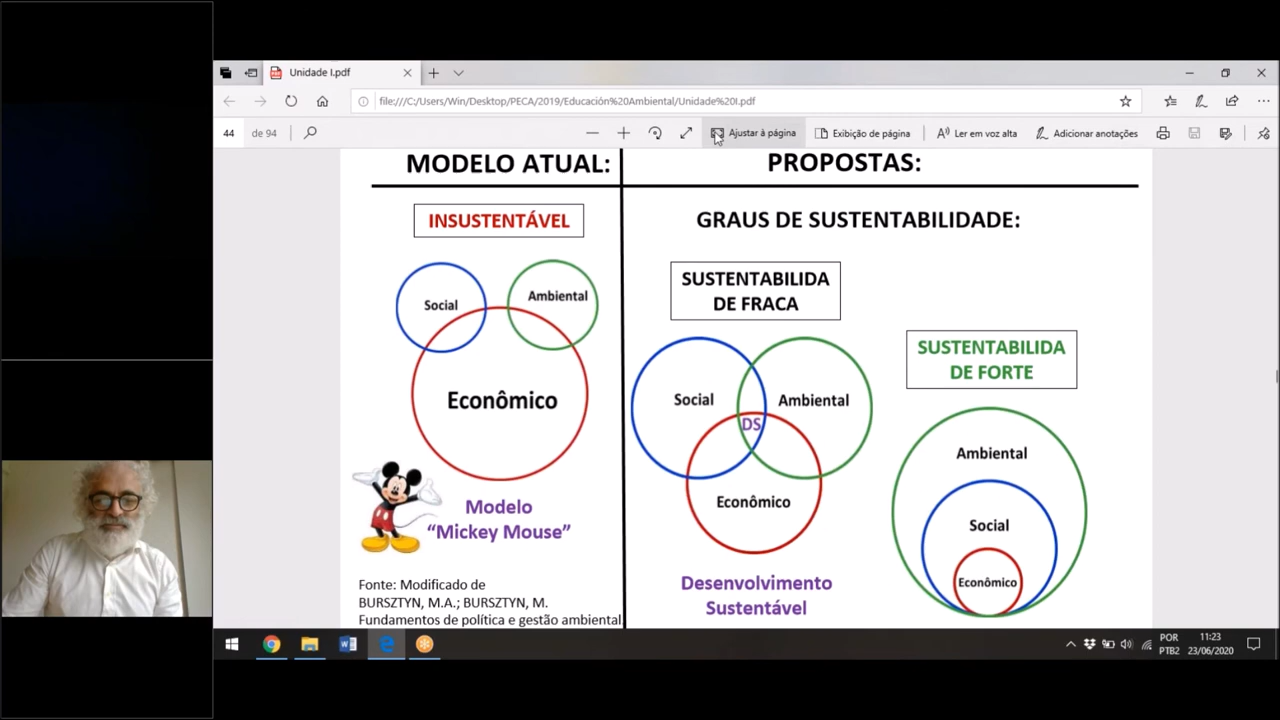 Unidade I.pdf
file:///C:/Users/Win/Desktop/PECA/2019/Educación%20Ambiental/Unidade%20I.pdf
44 de 94
Ajustar à página
Exibição de página
Ler em voz alta
Adicionar anotações
MODELO ATUAL:
PROPOSTAS:
INSUSTENTÁVEL
GRAUS DE SUSTENTABILIDADE:
Social
Ambiental
Econômico
Modelo
“Mickey Mouse”
Fonte: Modificado de
BURSZTYN, M.A.; BURSZTYN, M.
Fundamentos de política e gestão ambiental
SUSTENTABILIDA
DE FRACA
Social
Ambiental
DS
Econômico
Desenvolvimento
Sustentável
SUSTENTABILIDA
DE FORTE
Ambiental
Social
Econômico
POR
PTB2
11:23
23/06/2020